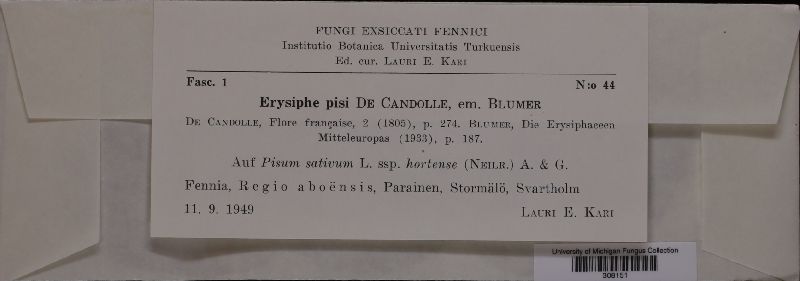 FUNGI EXSICCATI FENNICI
Institutio Botanica Universitatis Turkuensis
Ed. cur. LAURI E. KARI
Fasc. 1 N:o 44
Erysiphe pisi DE CANDOLLE, em. BLUMER
DE CANDOLLE, Flore française, 2 (1805), p. 274. BLUMER, Die Erysiphaceen
Mitteleuropas (1933), p. 187.
Auf Pisum sativum L. ssp. hortense (NEILR.) A. & G.
Fennia, Regio aboënsis, Parainen, Stormälö, Svartholm
11. 9. 1949 LAURI E. KARI
University of Michigan Fungus Collection
308151